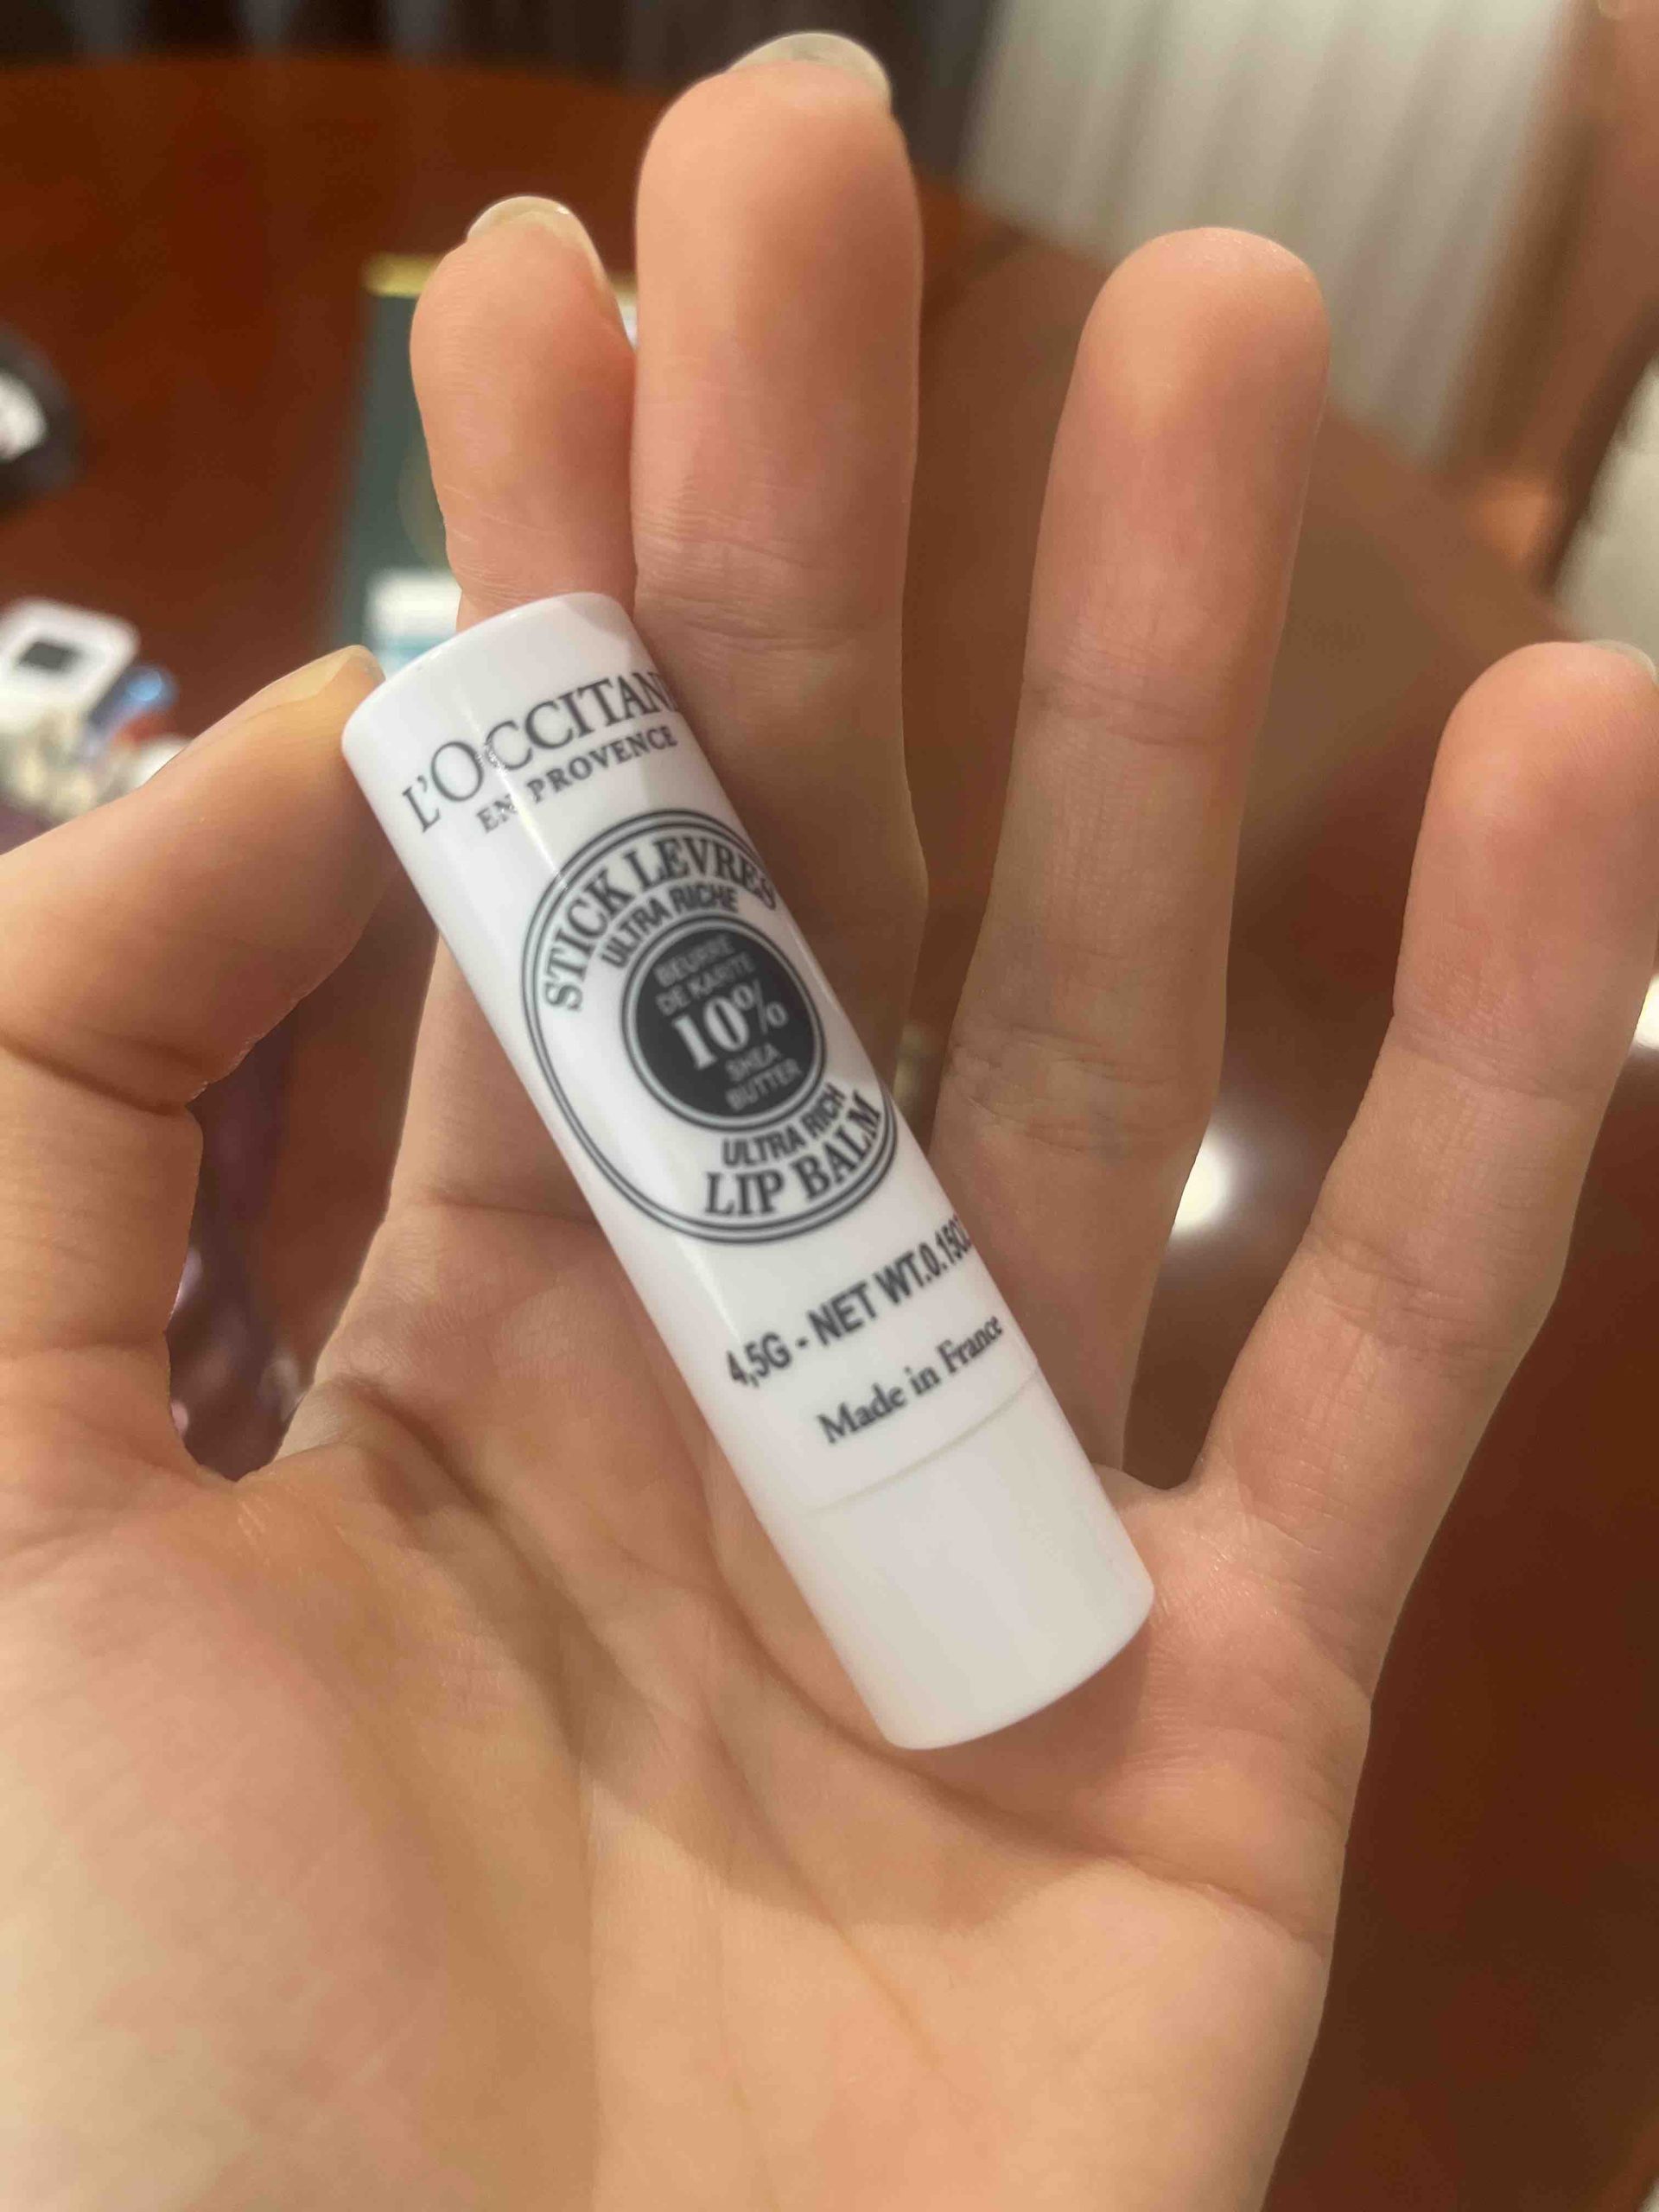 L'OCCITANE
EN PROVENCE
STICK LEVRES
ULTRA RICHE
BEURRE
DE KARITE
10%
SHEA
BUTTER
ULTRA RICH
LIP BALM
4,5G - NET WT.0.15OZ
Made in France